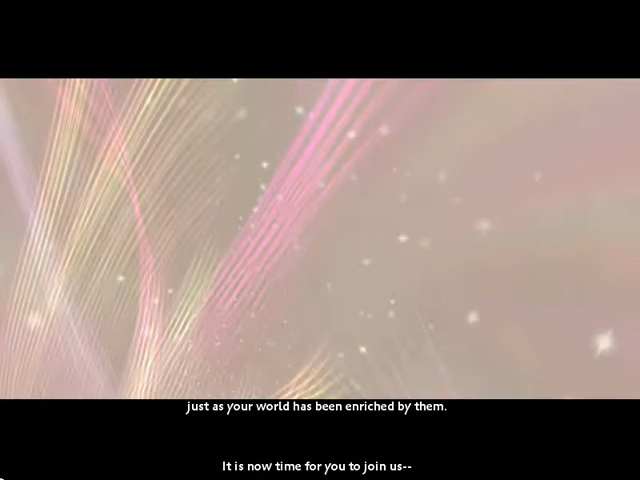 just as your world has been enriched by them.
It is now time for you to join us--